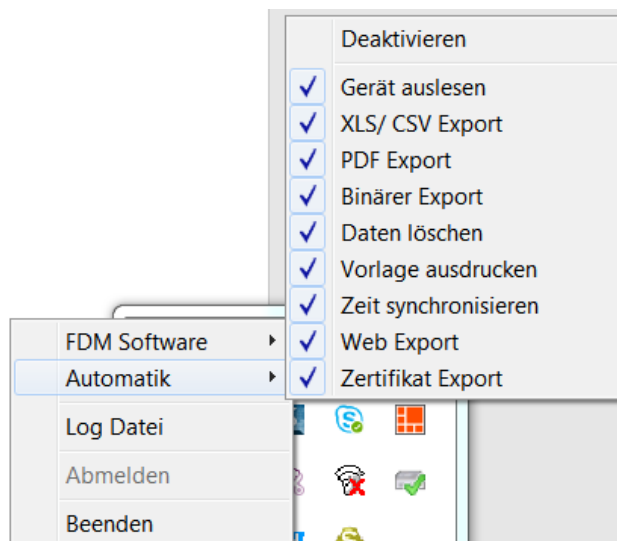 Deaktivieren
Gerät auslesen
XLS/ CSV Export
PDF Export
Binärer Export
Daten löschen
Vorlage ausdrucken
Zeit synchronisieren
Web Export
Zertifikat Export
FDM Software
Automatik
Log Datei
Abmelden
Beenden